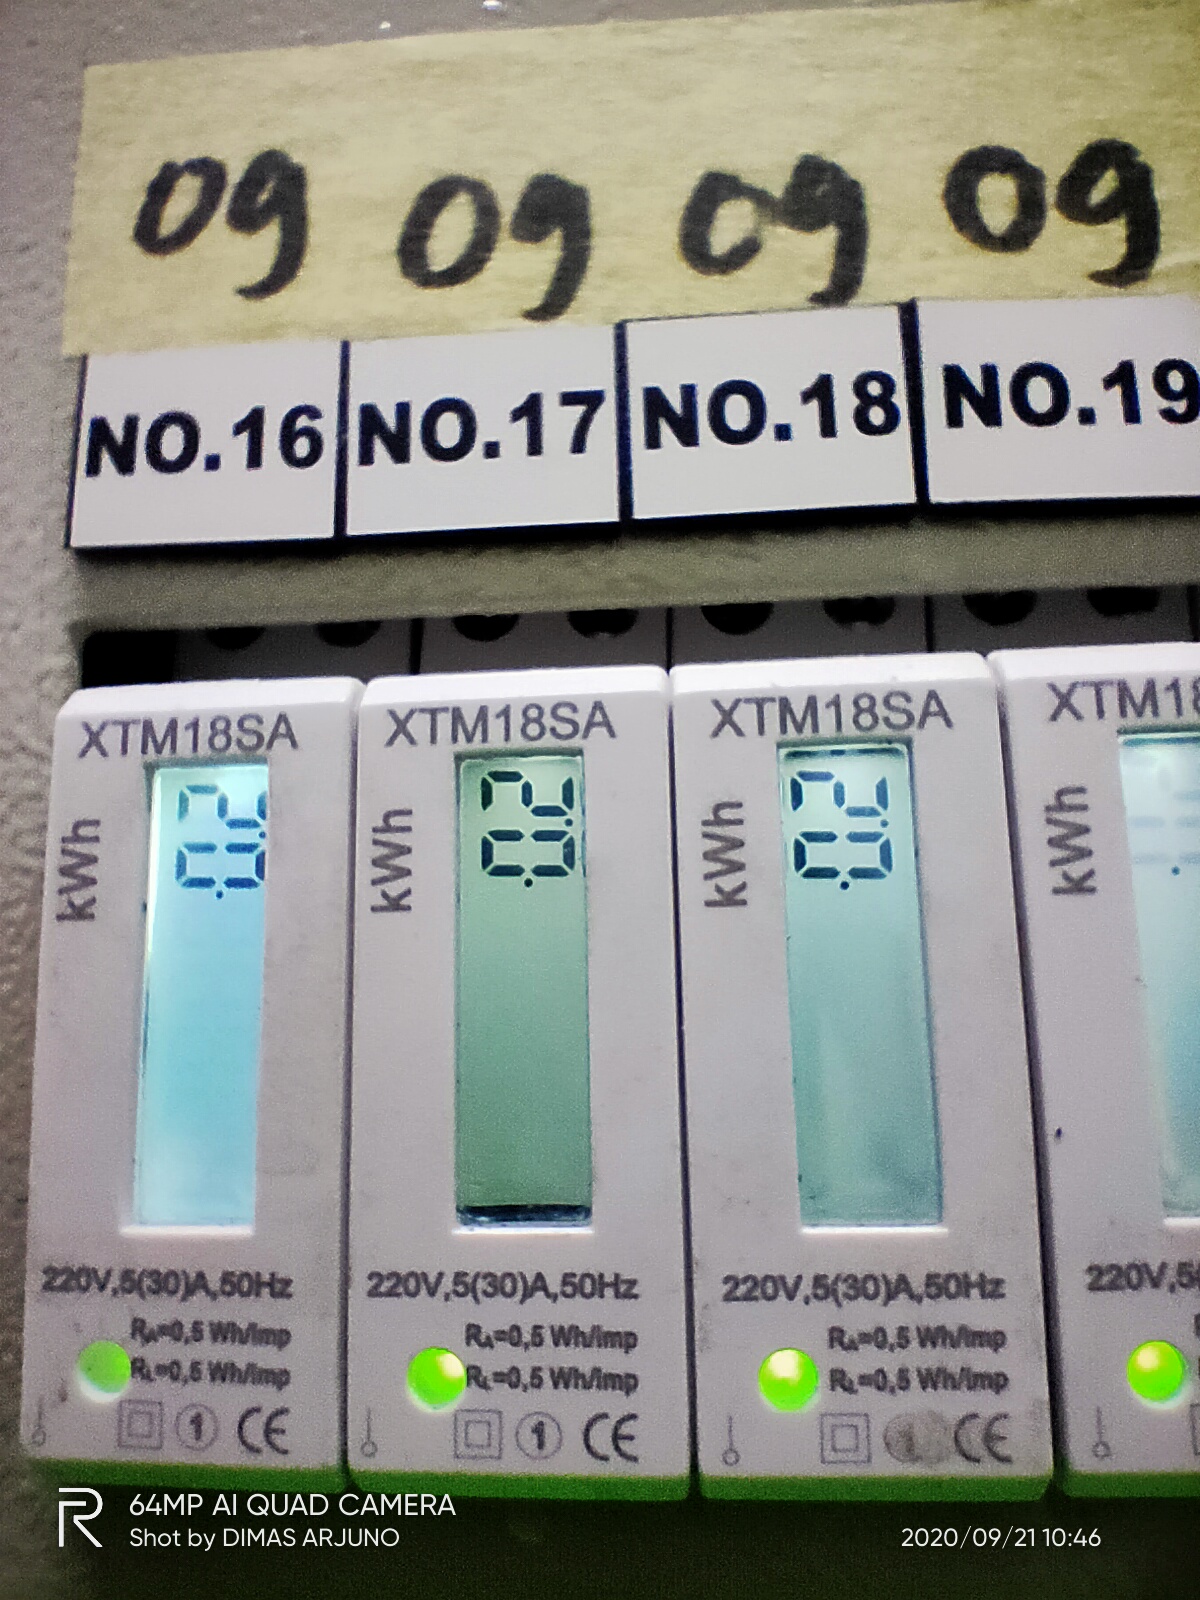 09 09 09 09
NO.16 NO.17 NO.18 NO.19
XTM18SA XTM18SA XTM18SA
kWh kWh kWh kWh
220V,5(30)A,50Hz 220V,5(30)A,50Hz 220V,5(30)A,50Hz
RA=0,5 Wh/imp RA=0,5 Wh/imp RA=0,5 Wh/imp
RL=0,5 Wh/imp RL=0,5 Wh/imp RL=0,5 Wh/imp
1 CE 1 CE CE
64MP AI QUAD CAMERA
Shot by DIMAS ARJUNO
2020/09/21 10:46